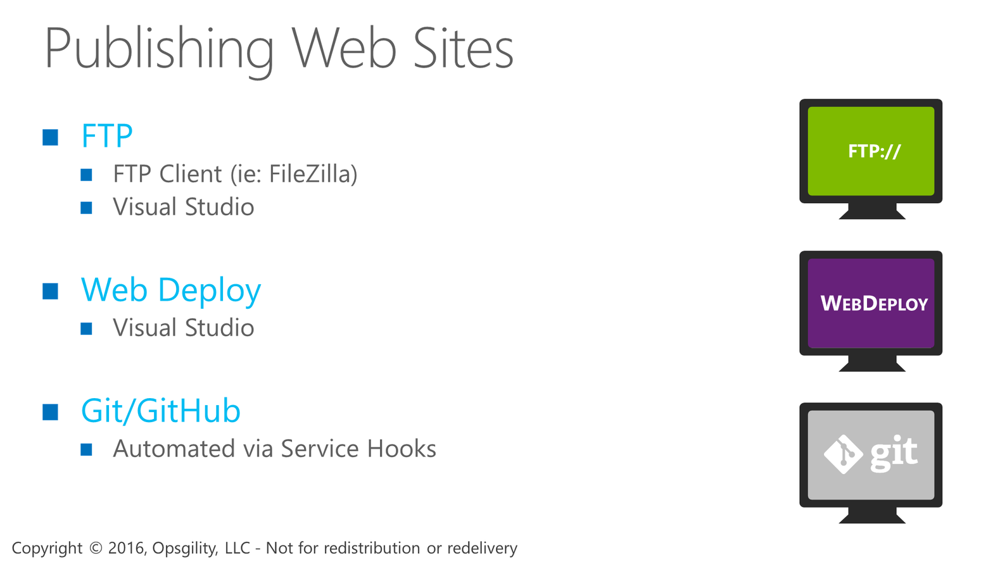 Publishing Web Sites
FTP
FTP Client (ie: FileZilla)
Visual Studio
FTP://
Web Deploy
Visual Studio
WEBDEPLOY
Git/GitHub
Automated via Service Hooks
git
Copyright © 2016, Opsgility, LLC - Not for redistribution or redelivery